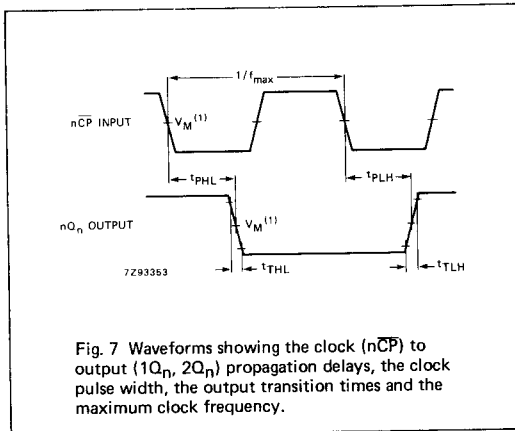 1/fmax
nCP INPUT
VM(1)
tPHL
tPLH
nQn OUTPUT
VM(1)
7Z93353
tTHL
tTLH
Fig. 7 Waveforms showing the clock (nCP) to
output (1Qn, 2Qn) propagation delays, the clock
pulse width, the output transition times and the
maximum clock frequency.